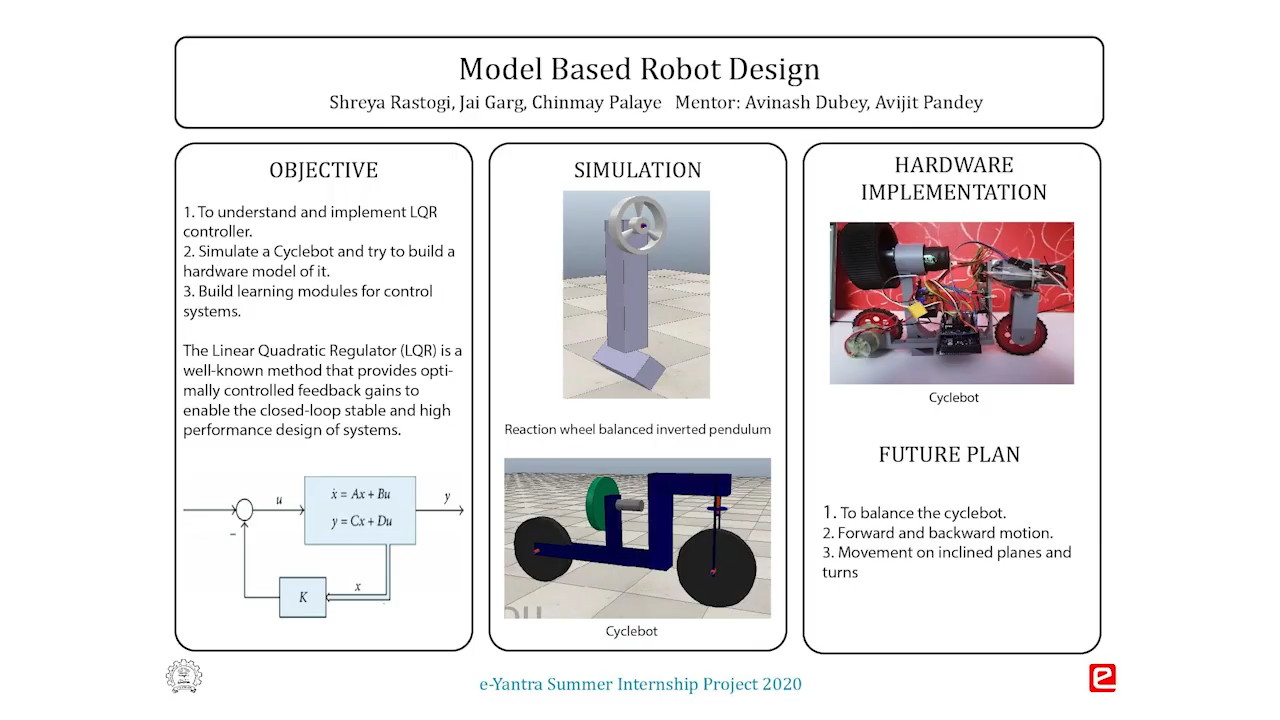 Model Based Robot Design
Shreya Rastogi, Jai Garg, Chinmay Palaye   Mentor: Avinash Dubey, Avijit Pandey
OBJECTIVE
1. To understand and implement LQR
controller.
2. Simulate a Cyclebot and try to build a
hardware model of it.
3. Build learning modules for control
systems.
The Linear Quadratic Regulator (LQR) is a
well-known method that provides opti-
mally controlled feedback gains to
enable the closed-loop stable and high
performance design of systems.
u
ẋ = Ax + Bu
y = Cx + Du
y
–
x
K
SIMULATION
Reaction wheel balanced inverted pendulum
Cyclebot
HARDWARE
IMPLEMENTATION
Cyclebot
FUTURE PLAN
1. To balance the cyclebot.
2. Forward and backward motion.
3. Movement on inclined planes and
turns
e-Yantra Summer Internship Project 2020
e